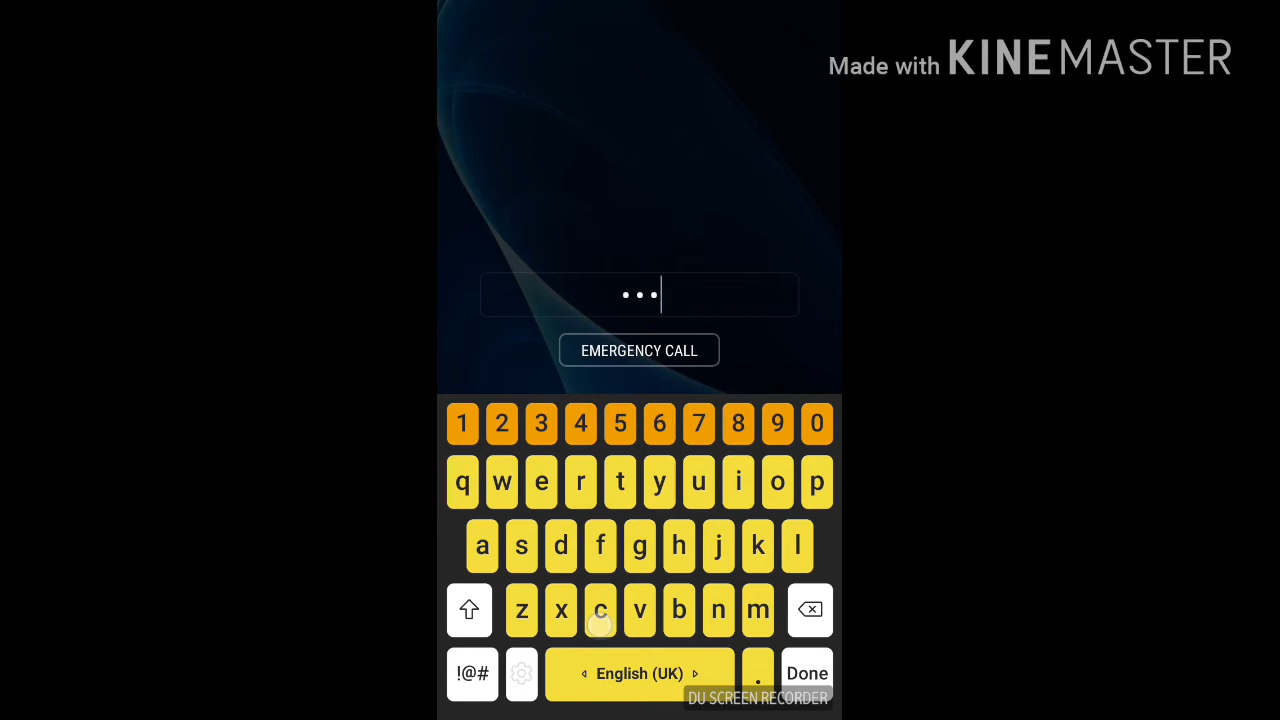 Made with KINEMASTER
•••
EMERGENCY CALL
1 2 3 4 5 6 7 8 9 0
q w e r t y u i o p
a s d f g h j k l
z x c v b n m
!@# English (UK) . Done
DU SCREEN RECORDER